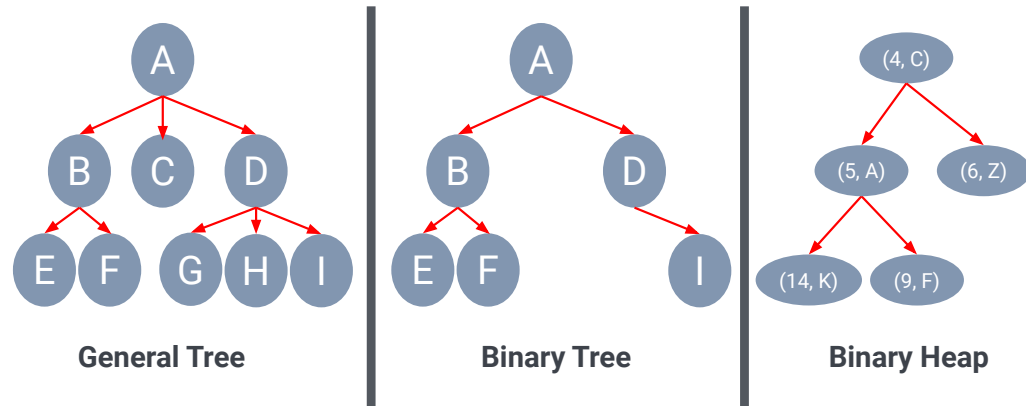 A
B C D
E F G H I
General Tree
A
B D
E F I
Binary Tree
(4, C)
(5, A) (6, Z)
(14, K) (9, F)
Binary Heap